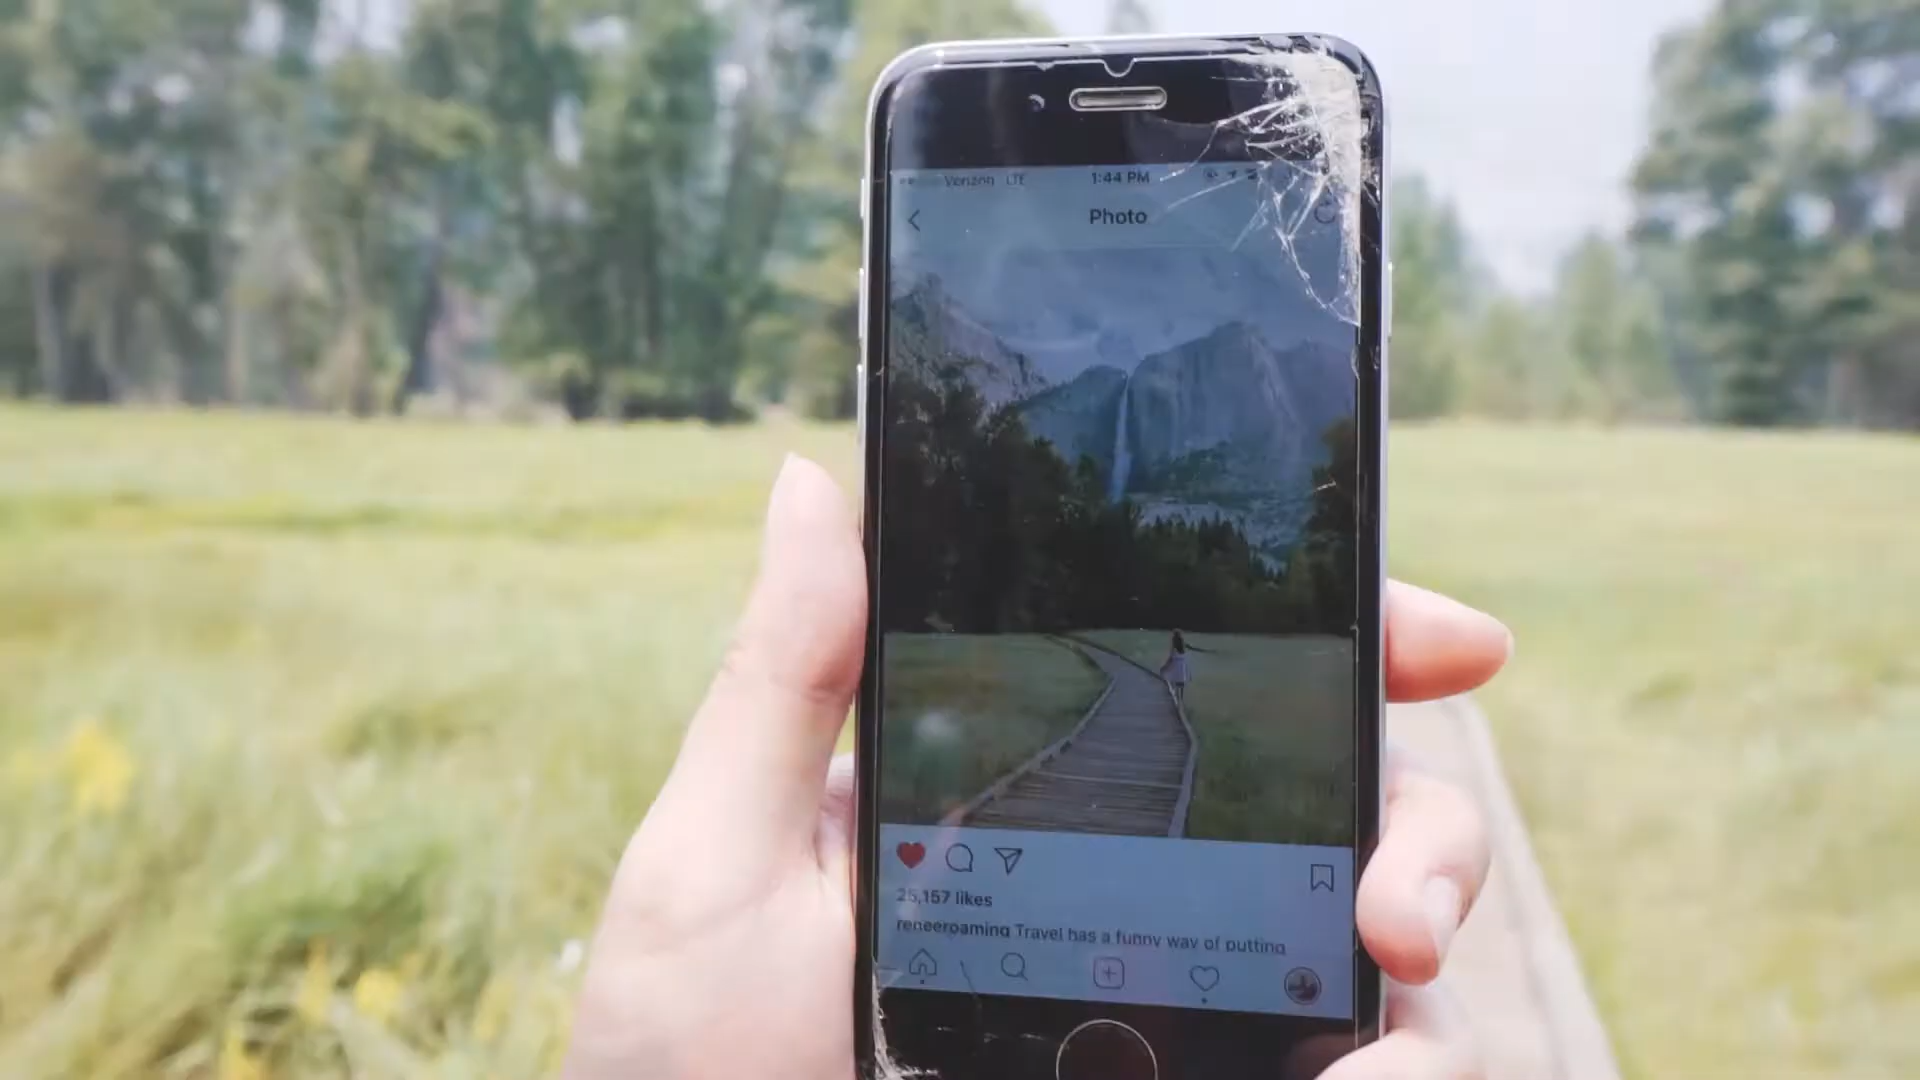 Verizon LTE 1:44 PM
Photo
25,157 likes
reneeroaming Travel has a funny way of putting